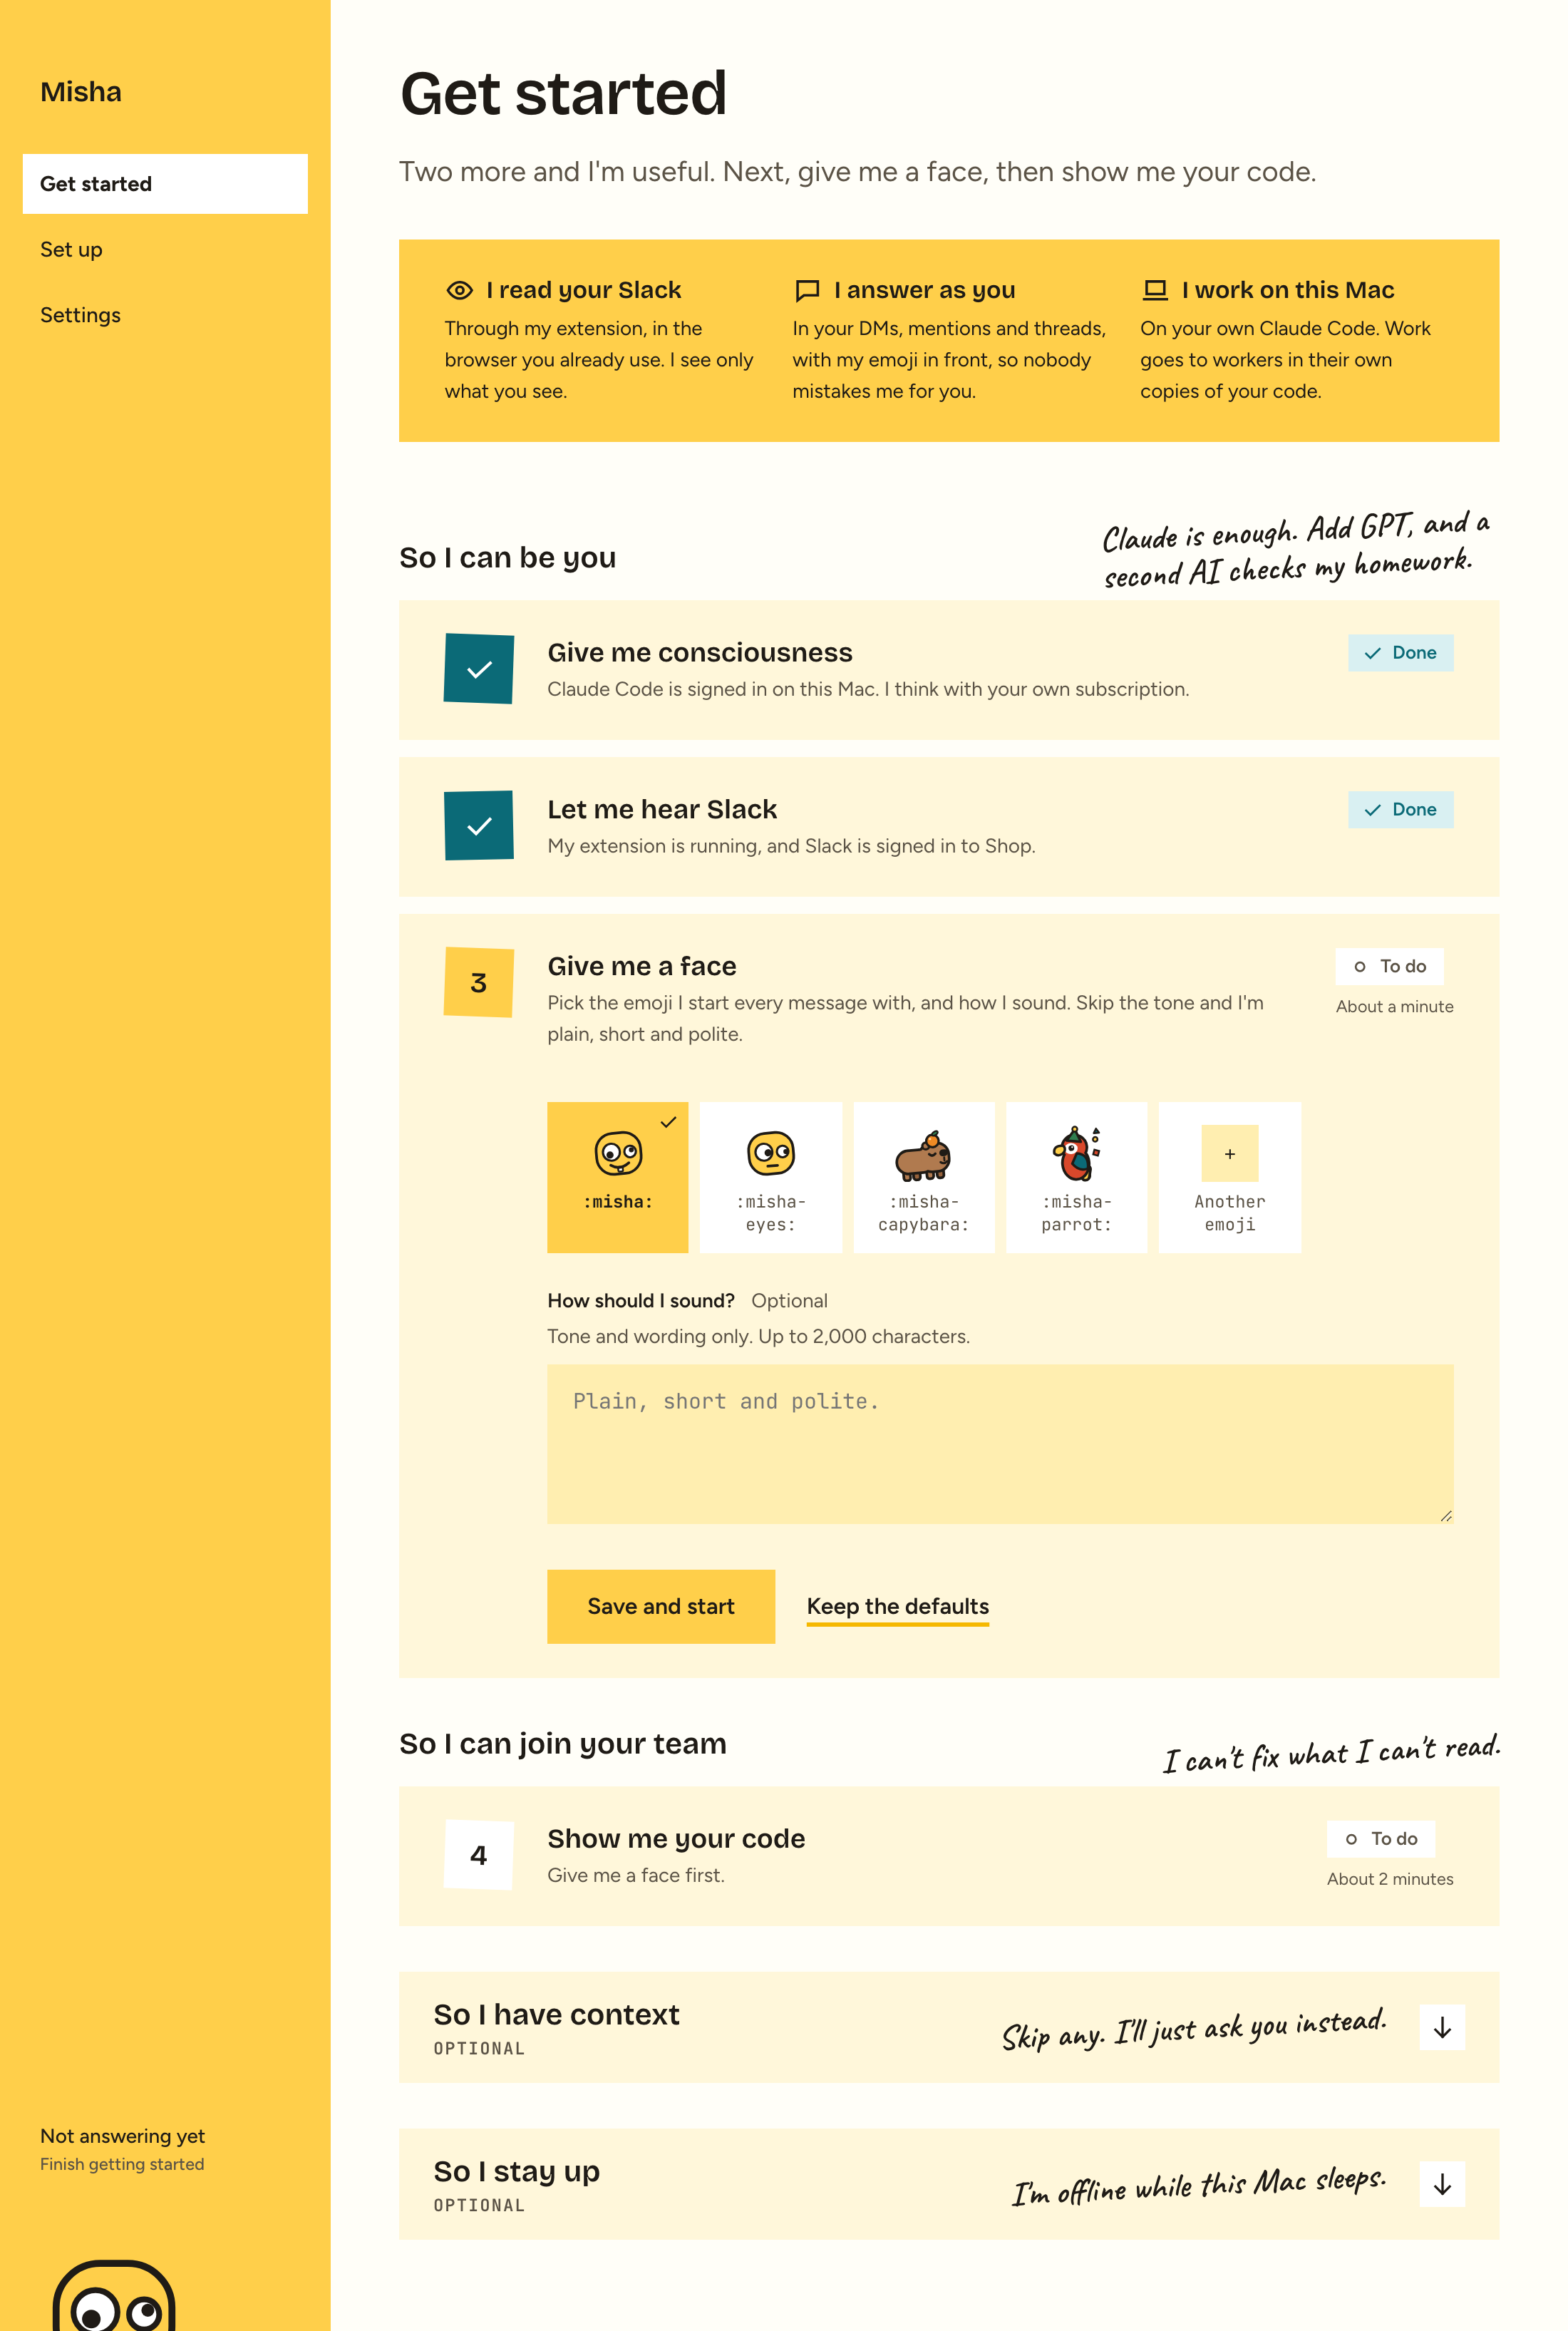 Misha
Get started
Set up
Settings
Not answering yet
Finish getting started
Get started
Two more and I'm useful. Next, give me a face, then show me your code.
I read your Slack
Through my extension, in the
browser you already use. I see only
what you see.
I answer as you
In your DMs, mentions and threads,
with my emoji in front, so nobody
mistakes me for you.
I work on this Mac
On your own Claude Code. Work
goes to workers in their own
copies of your code.
So I can be you
Claude is enough. Add GPT, and a
second AI checks my homework.
Give me consciousness
Claude Code is signed in on this Mac. I think with your own subscription.
Done
Let me hear Slack
My extension is running, and Slack is signed in to Shop.
Done
3
Give me a face
Pick the emoji I start every message with, and how I sound. Skip the tone and I'm
plain, short and polite.
To do
About a minute
:misha:
:misha-
eyes:
:misha-
capybara:
:misha-
parrot:
+
Another
emoji
How should I sound? Optional
Tone and wording only. Up to 2,000 characters.
Plain, short and polite.
Save and start
Keep the defaults
So I can join your team
I can't fix what I can't read.
4
Show me your code
Give me a face first.
To do
About 2 minutes
So I have context
OPTIONAL
Skip any. I'll just ask you instead.
So I stay up
OPTIONAL
I'm offline while this Mac sleeps.